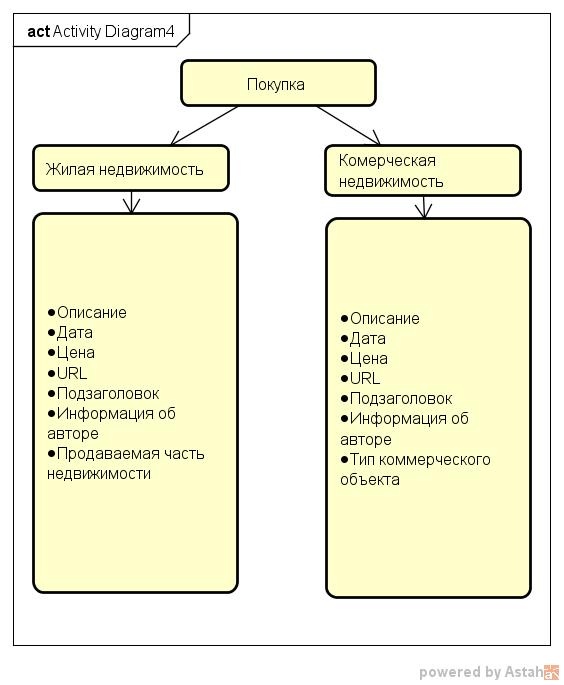 act Activity Diagram4
Покупка
Жилая недвижимость
Комерческая
недвижимость
●Описание
●Дата
●Цена
●URL
●Подзаголовок
●Информация об
авторе
●Продаваемая часть
недвижимости
●Описание
●Дата
●Цена
●URL
●Подзаголовок
●Информация об
авторе
●Тип коммерческого
объекта
powered by Astah